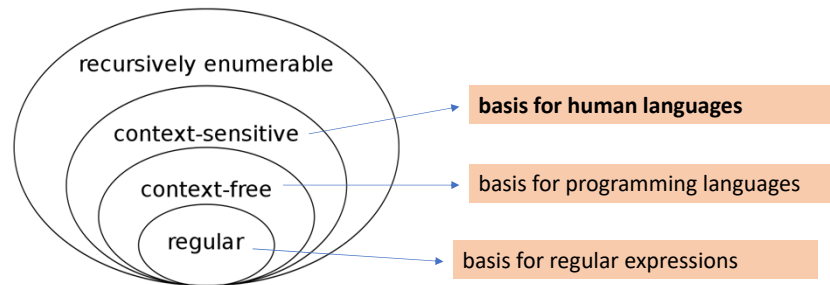 recursively enumerable
basis for human languages
context-sensitive
context-free
basis for programming languages
regular
basis for regular expressions